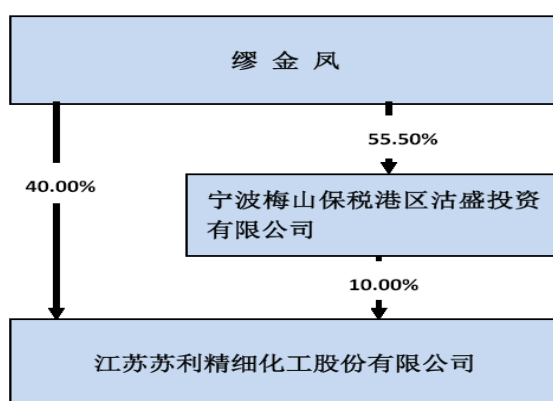 缪 金 凤
55.50%
40.00%
宁波梅山保税港区沽盛投资
有限公司
10.00%
江苏苏利精细化工股份有限公司